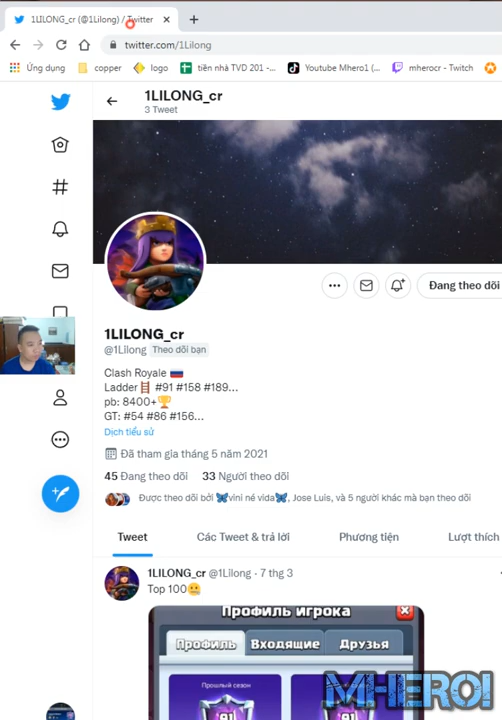 1LILONG_cr (@1Lilong) / Twitter
twitter.com/1Lilong
Ứng dụng copper logo tiền nhà TVD 201 -... Youtube Mhero1 (... mherocr - Twitch
1LILONG_cr
3 Tweet
Đang theo dõi
1LILONG_cr
@1Lilong Theo dõi bạn
Clash Royale 🇷🇺
Ladder🪜 #91 #158 #189...
pb: 8400+🏆
GT: #54 #86 #156...
Dịch tiểu sử
Đã tham gia tháng 5 năm 2021
45 Đang theo dõi 33 Người theo dõi
Được theo dõi bởi 🦋vini né vida🦋, Jose Luis, và 5 người khác mà bạn theo dõi
Tweet Các Tweet & trả lời Phương tiện Lượt thích
1LILONG_cr @1Lilong · 7 thg 3
Top 100🤐
Профиль игрока
Профиль Входящие Друзья
Прошлый сезон
91 91
MHERO!